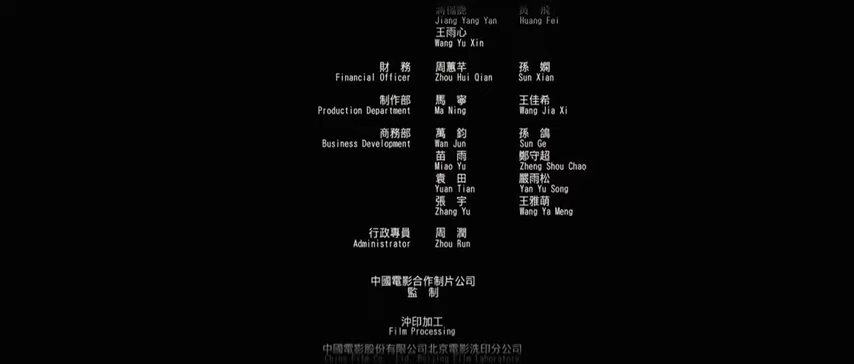 Jiang Yang Yan Huang Fei
王雨心
Wang Yu Xin
財 務 周蕙芊 孫 嫻
Financial Officer Zhou Hui Qian Sun Xian
制作部 馬 寧 王佳希
Production Department Ma Ning Wang Jia Xi
商務部 萬 鈞 孫 鴿
Business Development Wan Jun Sun Ge
苗 雨 鄭守超
Miao Yu Zheng Shou Chao
袁 田 嚴雨松
Yuan Tian Yan Yu Song
張 宇 王雅萌
Zhang Yu Wang Ya Meng
行政專員 周 潤
Administrator Zhou Run
中國電影合作制片公司
監 制
沖印加工
Film Processing
中國電影股份有限公司北京電影洗印分公司